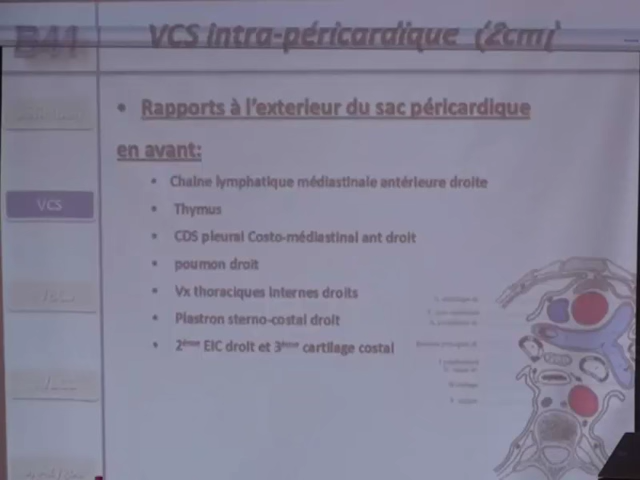 B41
VCS intra-péricardique (2cm)
• Rapports à l'exterieur du sac péricardique
en avant:
• Chaine lymphatique médiastinale antérieure droite
• Thymus
VCS
• CDS pleural Costo-médiastinal ant droit
• poumon droit
• Vx thoraciques internes droits
• Plastron sterno-costal droit
• 2ème EIC droit et 3ème cartilage costal